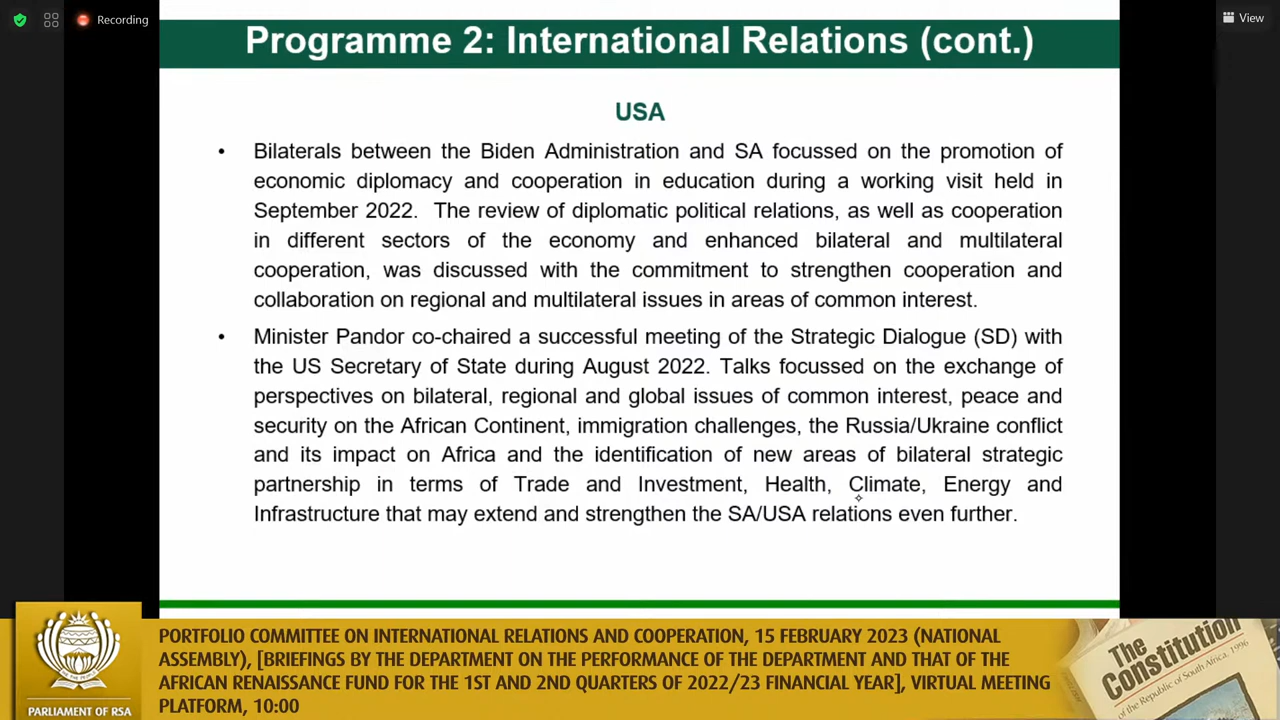 Recording
View
Programme 2: International Relations (cont.)
USA
• Bilaterals between the Biden Administration and SA focussed on the promotion of
economic diplomacy and cooperation in education during a working visit held in
September 2022.  The review of diplomatic political relations, as well as cooperation
in different sectors of the economy and enhanced bilateral and multilateral
cooperation, was discussed with the commitment to strengthen cooperation and
collaboration on regional and multilateral issues in areas of common interest.
• Minister Pandor co-chaired a successful meeting of the Strategic Dialogue (SD) with
the US Secretary of State during August 2022. Talks focussed on the exchange of
perspectives on bilateral, regional and global issues of common interest, peace and
security on the African Continent, immigration challenges, the Russia/Ukraine conflict
and its impact on Africa and the identification of new areas of bilateral strategic
partnership in terms of Trade and Investment, Health, Climate, Energy and
Infrastructure that may extend and strengthen the SA/USA relations even further.
PARLIAMENT OF RSA
PORTFOLIO COMMITTEE ON INTERNATIONAL RELATIONS AND COOPERATION, 15 FEBRUARY 2023 (NATIONAL
ASSEMBLY), [BRIEFINGS BY THE DEPARTMENT ON THE PERFORMANCE OF THE DEPARTMENT AND THAT OF THE
AFRICAN RENAISSANCE FUND FOR THE 1ST AND 2ND QUARTERS OF 2022/23 FINANCIAL YEAR], VIRTUAL MEETING
PLATFORM, 10:00
The
Constitution
of the Republic of South Africa, 1996